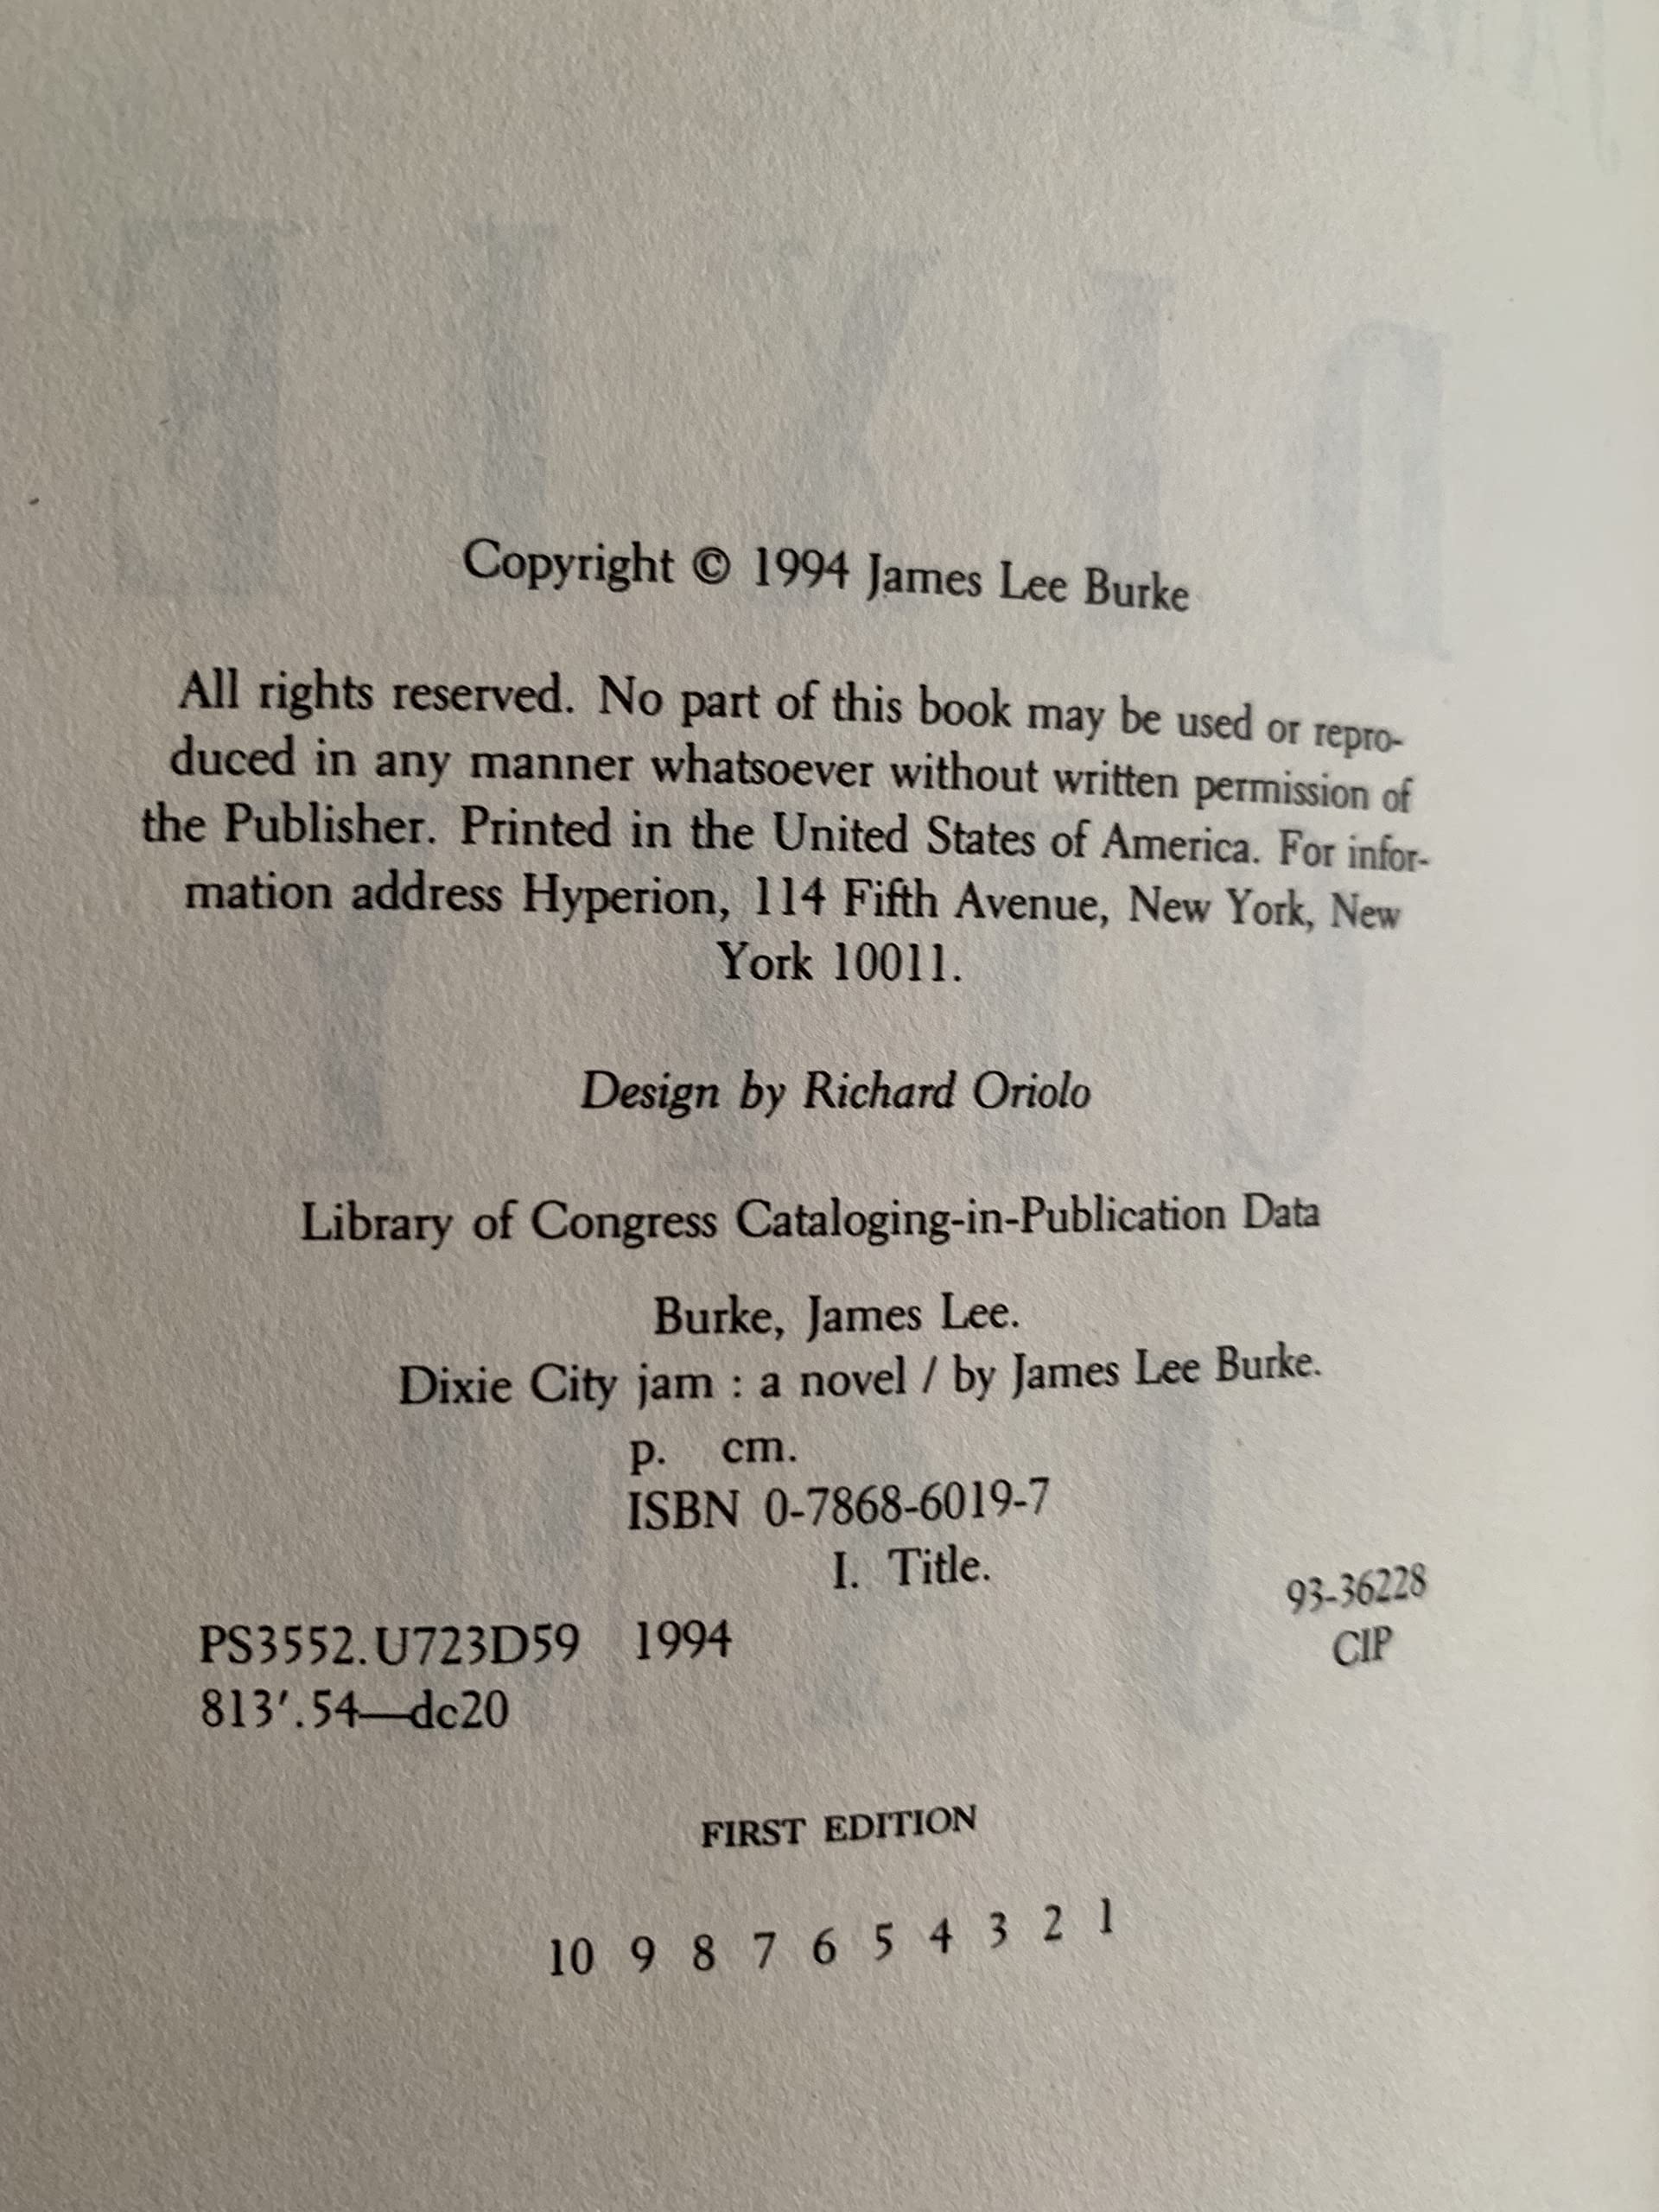 Copyright © 1994 James Lee Burke
All rights reserved. No part of this book may be used or repro-
duced in any manner whatsoever without written permission of
the Publisher. Printed in the United States of America. For infor-
mation address Hyperion, 114 Fifth Avenue, New York, New
York 10011.
Design by Richard Oriolo
Library of Congress Cataloging-in-Publication Data
Burke, James Lee.
Dixie City jam : a novel / by James Lee Burke.
p. cm.
ISBN 0-7868-6019-7
I. Title.
PS3552.U723D59 1994 93-36228
813'.54—dc20 CIP
FIRST EDITION
10 9 8 7 6 5 4 3 2 1